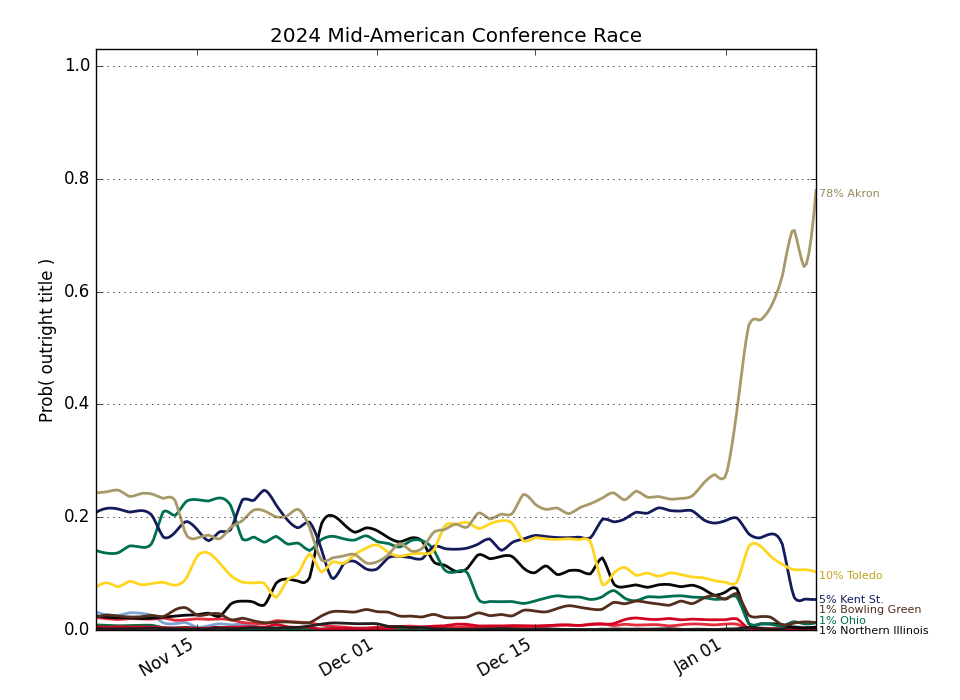 2024 Mid-American Conference Race
1.0
0.8
0.6
0.4
0.2
0.0
Prob( outright title )
Nov 15
Dec 01
Dec 15
Jan 01
78% Akron
10% Toledo
5% Kent St.
1% Bowling Green
1% Ohio
1% Northern Illinois